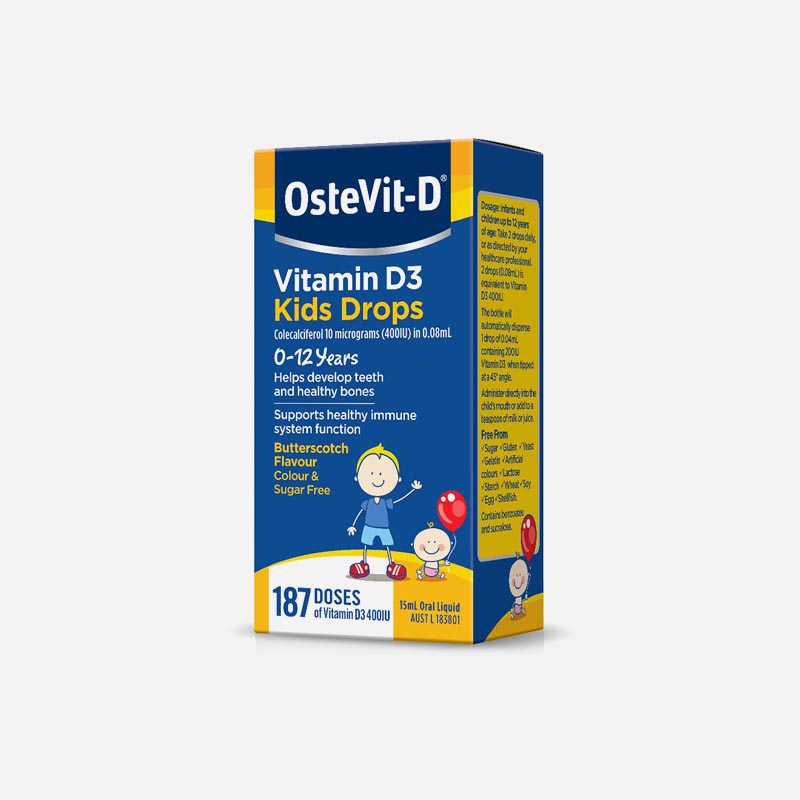 OsteVit-D®
Vitamin D3
Kids Drops
Colecalciferol 10 micrograms (400IU) in 0.08mL
0-12 Years
Helps develop teeth
and healthy bones
Supports healthy immune
system function
Butterscotch
Flavour
Colour &
Sugar Free
187 DOSES
of Vitamin D3 400IU
15mL Oral Liquid
AUST L 183801
Dosage: Infants and
children up to 12 years
of age: Take 2 drops daily,
or as directed by your
healthcare professional.
2 drops (0.08mL) is
equivalent to Vitamin
D3 400IU.
The bottle will
automatically dispense
1 drop of 0.04mL
containing 200IU
Vitamin D3 when tipped
at a 45° angle.
Administer directly into the
child's mouth or add to a
teaspoon of milk or juice.
Free From
✓Sugar ✓Gluten ✓Yeast
✓Gelatin ✓Artificial
colours ✓Lactose
✓Starch ✓Wheat ✓Soy
✓Egg ✓Shellfish.
Contains benzoates
and sucralose.